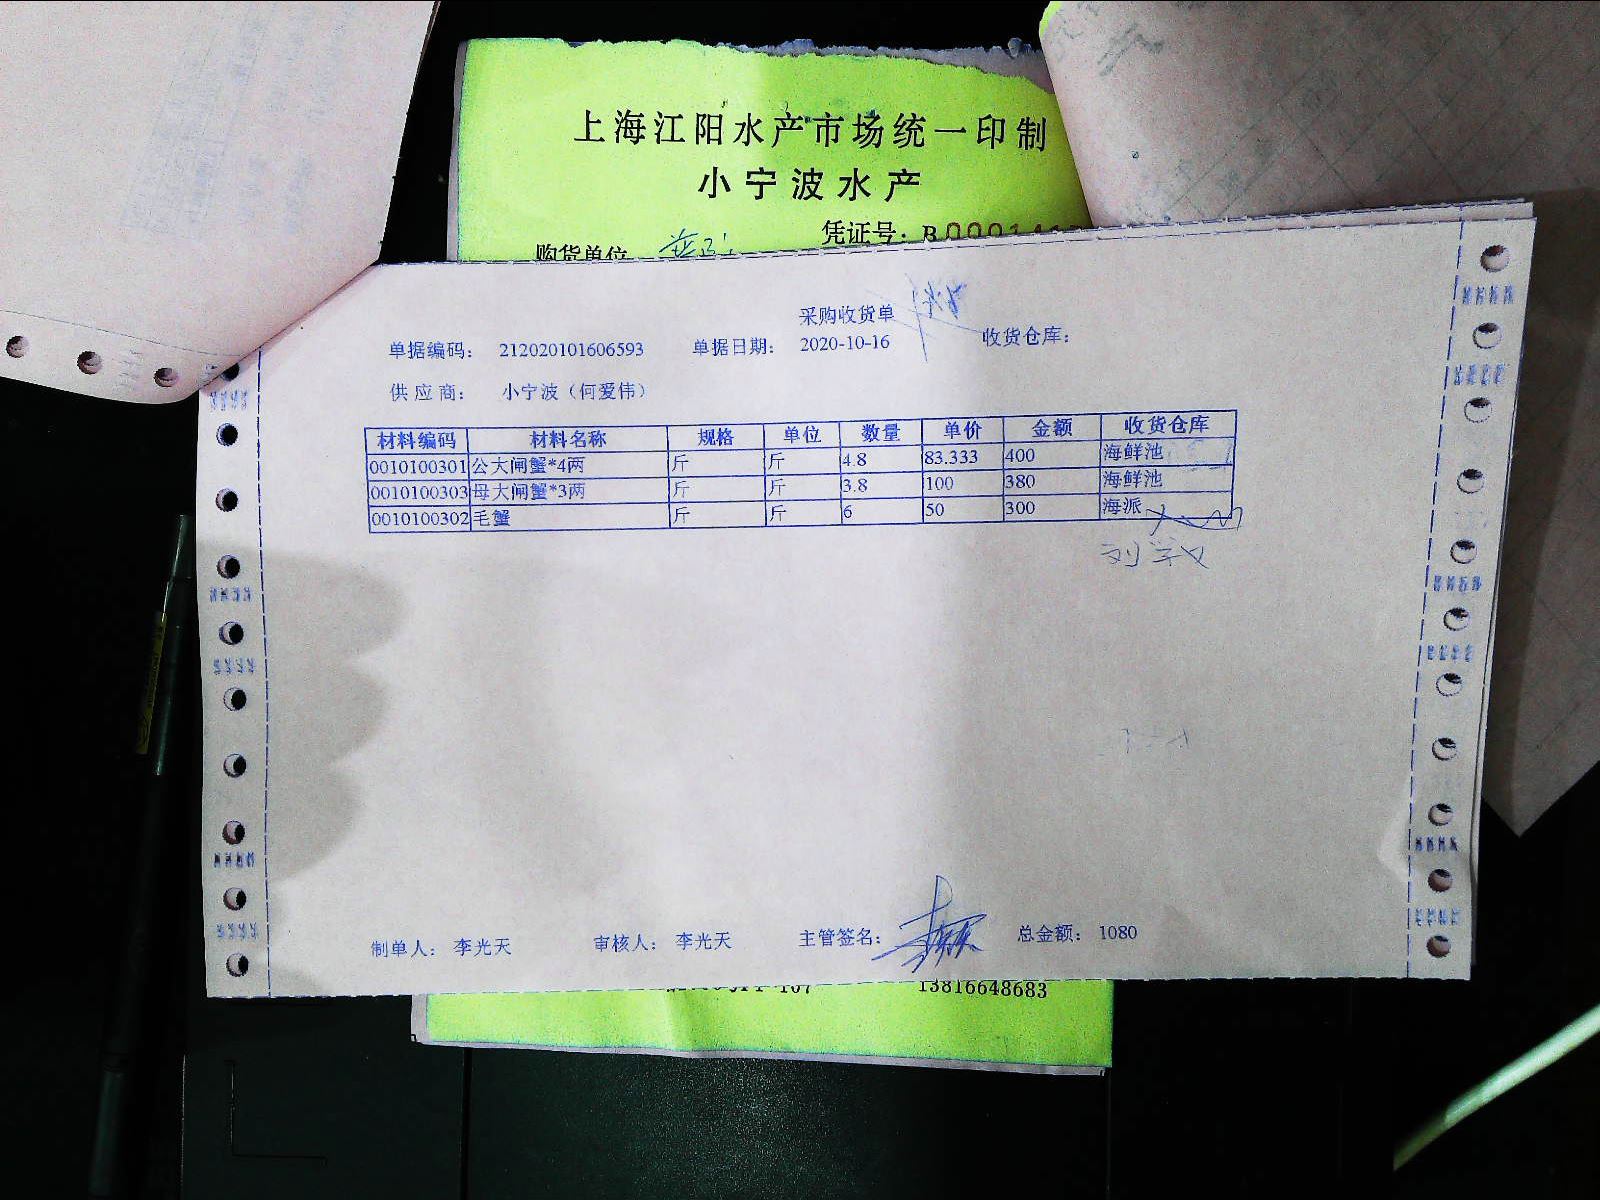 上海江阳水产市场统一印制
小宁波水产
凭证号：B
购货单位
采购收货单
单据编码： 212020101606593 单据日期： 2020-10-16 收货仓库：
供 应 商： 小宁波（何爱伟）
材料编码 材料名称 规格 单位 数量 单价 金额 收货仓库
0010100301 公大闸蟹*4两 斤 斤 4.8 83.333 400 海鲜池
0010100303 母大闸蟹*3两 斤 斤 3.8 100 380 海鲜池
0010100302 毛蟹 斤 斤 6 50 300 海派
制单人： 李光天 审核人： 李光天 主管签名： 总金额： 1080
13816648683